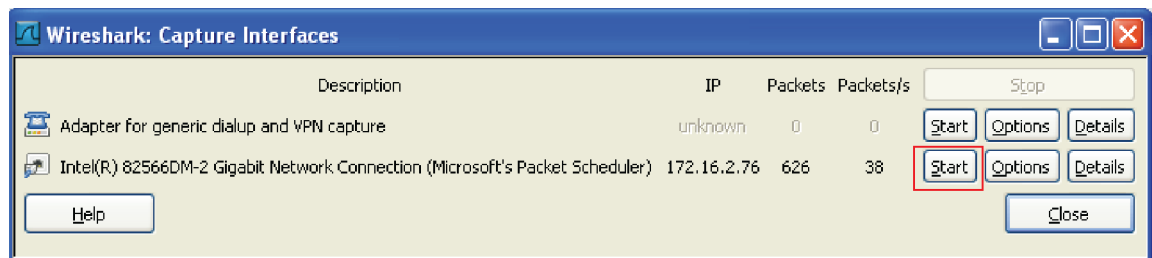 Wireshark: Capture Interfaces
Description IP Packets Packets/s Stop
Adapter for generic dialup and VPN capture unknown 0 0 Start Options Details
Intel(R) 82566DM-2 Gigabit Network Connection (Microsoft's Packet Scheduler) 172.16.2.76 626 38 Start Options Details
Help Close